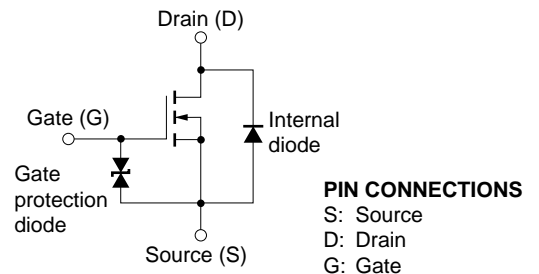 Drain (D)
Gate (G)
Internal
diode
Gate
protection
diode
Source (S)
PIN CONNECTIONS
S: Source
D: Drain
G: Gate